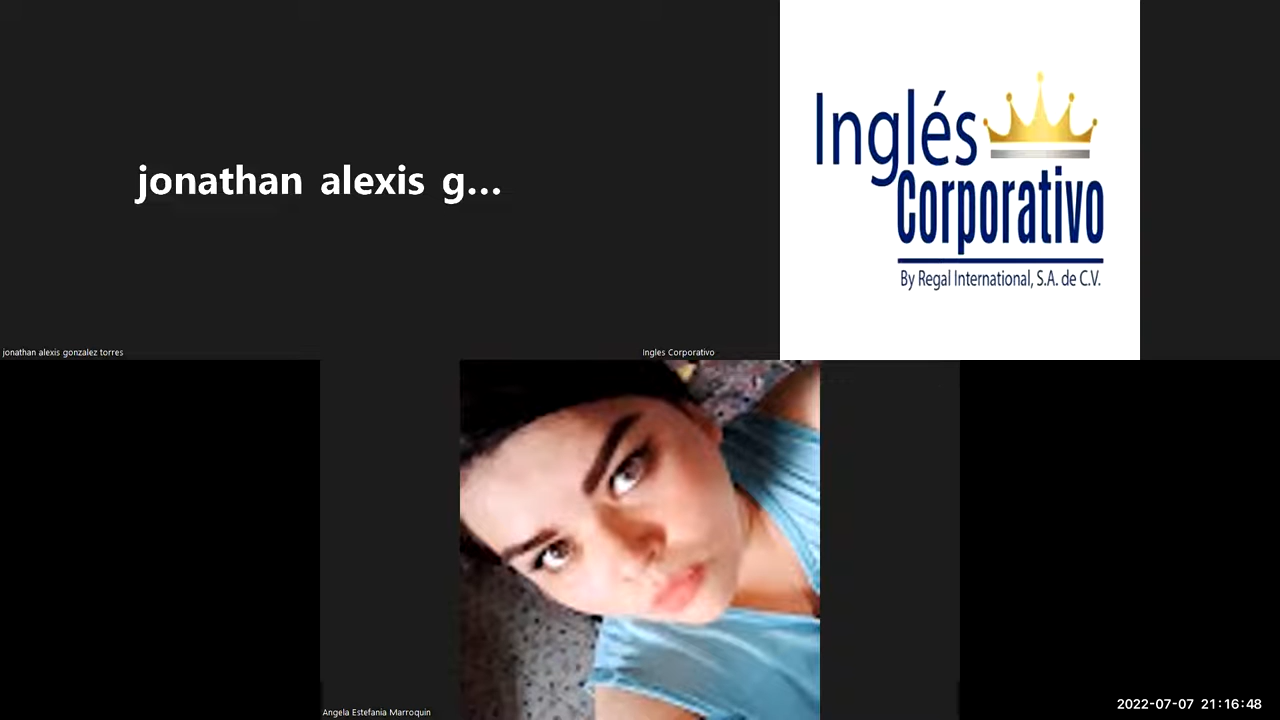 jonathan alexis g...
Inglés
Corporativo
By Regal International, S.A. de C.V.
jonathan alexis gonzalez torres
Ingles Corporativo
Angela Estefania Marroquin
2022-07-07 21:16:48